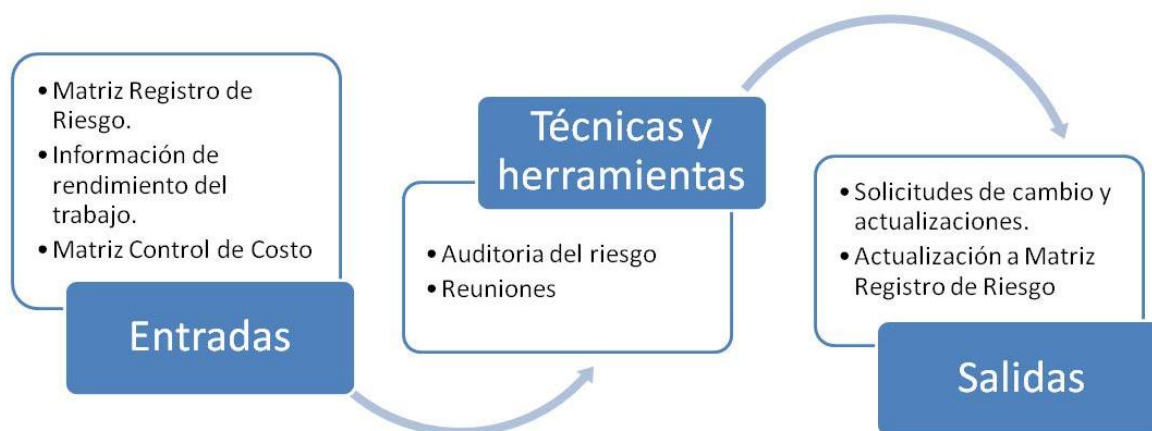 • Matriz Registro de
Riesgo.
• Información de
rendimiento del
trabajo.
• Matriz Control de Costo
Entradas
Técnicas y
herramientas
• Auditoria del riesgo
• Reuniones
• Solicitudes de cambio y
actualizaciones.
• Actualización a Matriz
Registro de Riesgo
Salidas